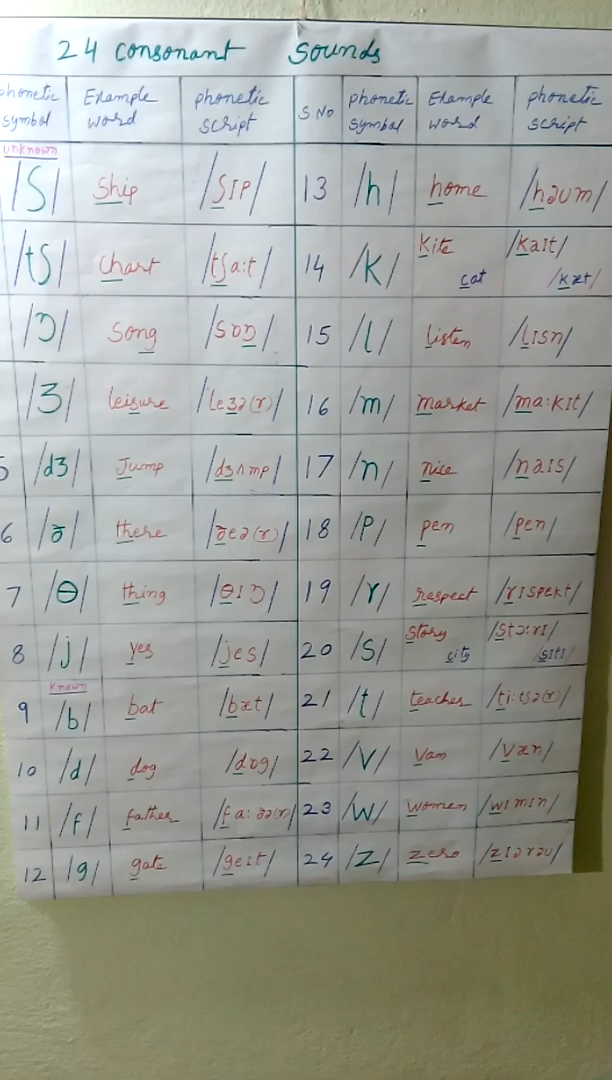 24 consonant Sounds
phonetic symbol Example word phonetic script S No phonetic symbol Example word phonetic script
unknown
/ʃ/ Ship /ʃɪp/ 13 /h/ home /həʊm/
/tʃ/ chart /tʃɑ:t/ 14 /k/ Kite cat /kaɪt/ /kæt/
/ŋ/ Song /sɒŋ/ 15 /l/ listen /lɪsn/
/ʒ/ leisure /leʒə(r)/ 16 /m/ market /mɑ:kɪt/
5 /dʒ/ Jump /dʒʌmp/ 17 /n/ nice /naɪs/
6 /ð/ there /ðeə(r)/ 18 /p/ pen /pen/
7 /θ/ thing /θɪŋ/ 19 /r/ respect /rɪspekt/
8 /j/ yes /jes/ 20 /s/ Story city /stɔ:rɪ/ /sɪtɪ/
known
9 /b/ bat /bæt/ 21 /t/ teacher /ti:tʃə(r)/
10 /d/ dog /dɒg/ 22 /v/ Van /væn/
11 /f/ father /fɑ:ðə(r)/ 23 /w/ women /wɪmɪn/
12 /g/ gate /geɪt/ 24 /z/ zero /zɪərəʊ/